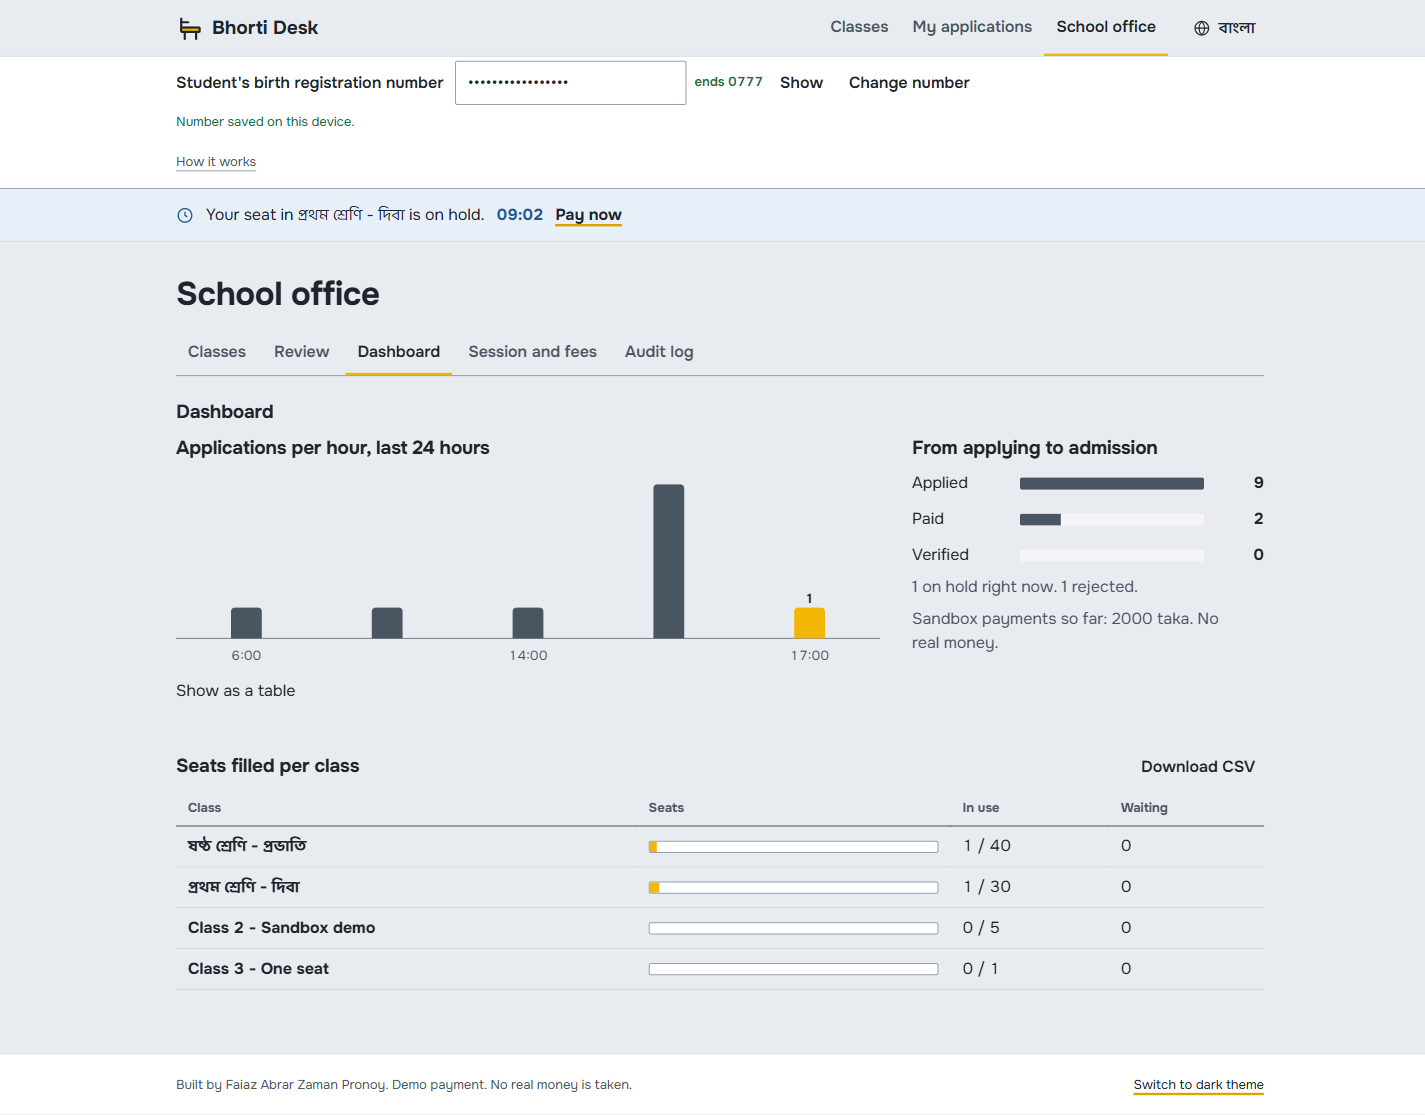 Bhorti Desk
Classes My applications School office বাংলা
Student's birth registration number ••••••••••••••••• ends 0777 Show Change number
Number saved on this device.
How it works
Your seat in প্রথম শ্রেণি - দিবা is on hold. 09:02 Pay now
School office
Classes Review Dashboard Session and fees Audit log
Dashboard
Applications per hour, last 24 hours
1
6:00 14:00 17:00
Show as a table
From applying to admission
Applied 9
Paid 2
Verified 0
1 on hold right now. 1 rejected.
Sandbox payments so far: 2000 taka. No
real money.
Seats filled per class Download CSV
Class Seats In use Waiting
ষষ্ঠ শ্রেণি - প্রভাতি 1 / 40 0
প্রথম শ্রেণি - দিবা 1 / 30 0
Class 2 - Sandbox demo 0 / 5 0
Class 3 - One seat 0 / 1 0
Built by Faiaz Abrar Zaman Pronoy. Demo payment. No real money is taken. Switch to dark theme